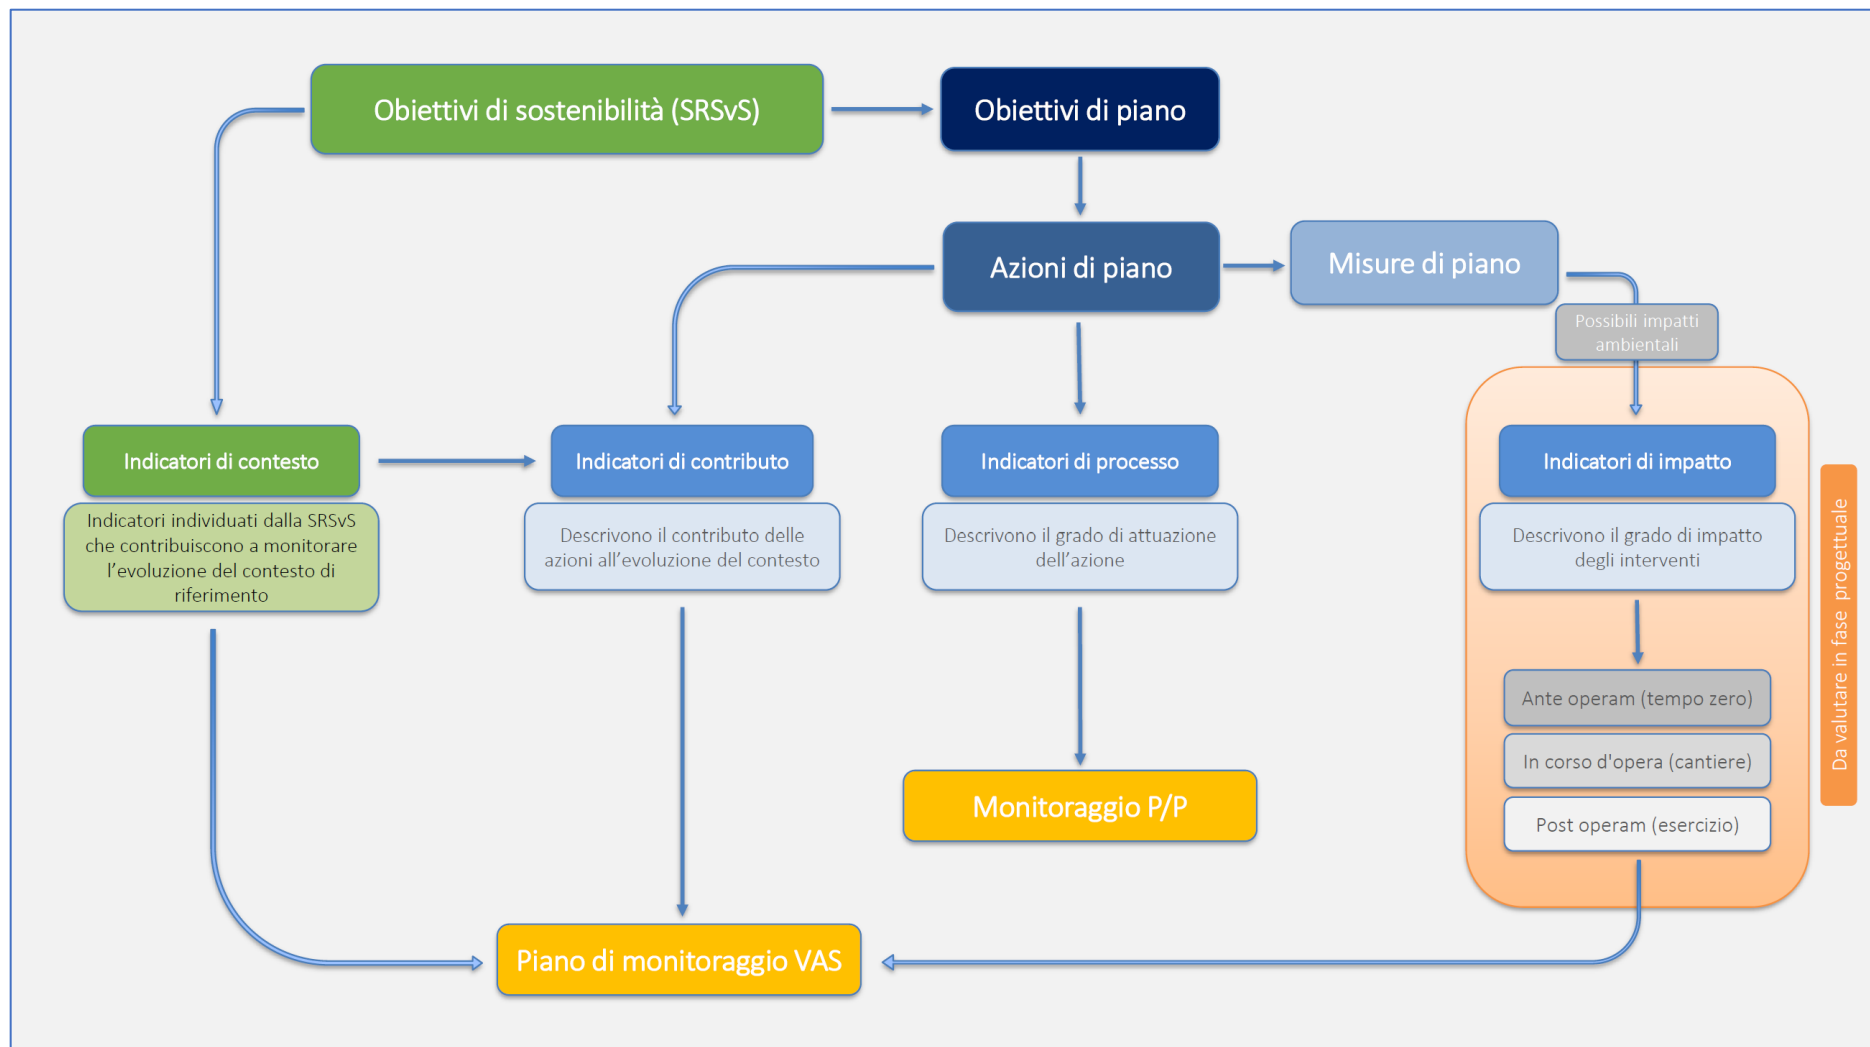 Obiettivi di sostenibilità (SRSvS)
Obiettivi di piano
Azioni di piano
Misure di piano
Possibili impatti
ambientali
Indicatori di contesto
Indicatori di contributo
Indicatori di processo
Indicatori di impatto
Indicatori individuati dalla SRSvS
che contribuiscono a monitorare
l'evoluzione del contesto di
riferimento
Descrivono il contributo delle
azioni all'evoluzione del contesto
Descrivono il grado di attuazione
dell'azione
Descrivono il grado di impatto
degli interventi
Da valutare in fase progettuale
Ante operam (tempo zero)
In corso d'opera (cantiere)
Post operam (esercizio)
Monitoraggio P/P
Piano di monitoraggio VAS